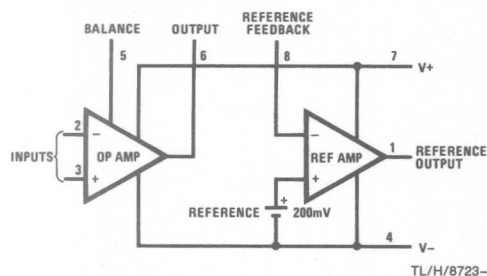 BALANCE
OUTPUT
REFERENCE
FEEDBACK
5
6
8
7
V+
2
−
INPUTS
OP AMP
3
+
−
REF AMP
+
1
REFERENCE
OUTPUT
REFERENCE
+
200mV
4
V−
TL/H/8723–